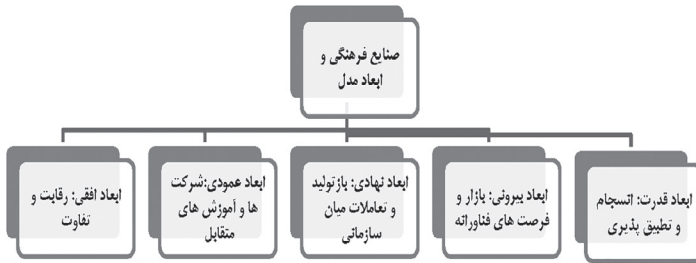 صنایع فرهنگی و
ابعاد مدل
ابعاد قدرت: انسجام
و تطبیق پذیری
ابعاد بیرونی: بازار و
فرصت های فناورانه
ابعاد نهادی: بازتولید
و تعاملات میان
سازمانی
ابعاد عمودی:شرکت
ها و آموزش های
متقابل
ابعاد افقی: رقابت و
تفاوت